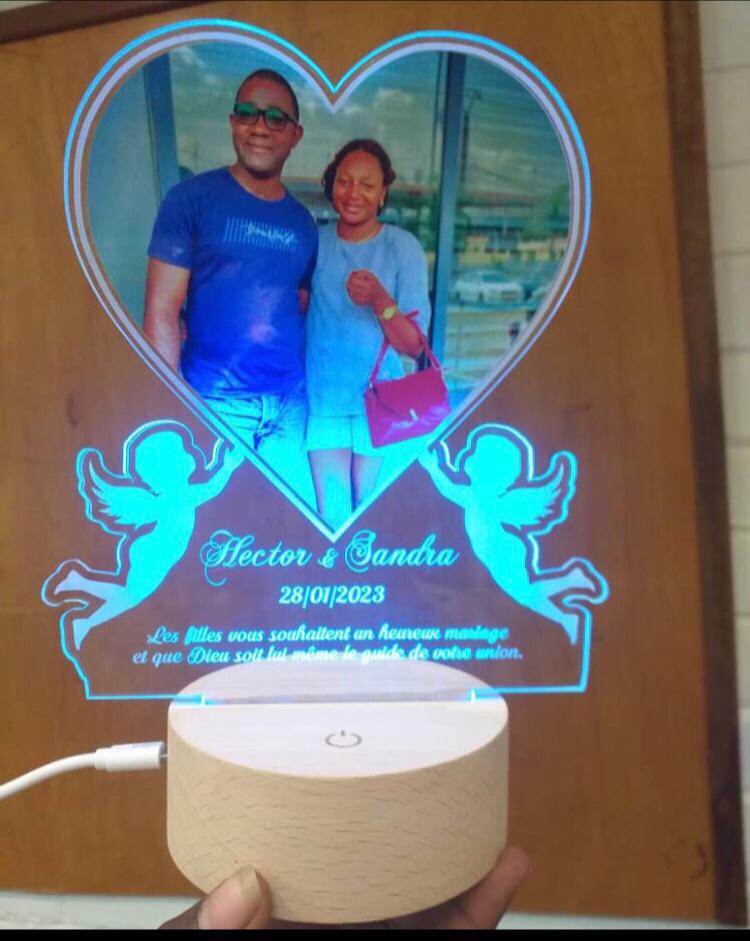 Hector & Sandra
28/01/2023
Les filles vous souhaitent un heureux mariage
et que Dieu soit lui même le guide de votre union.